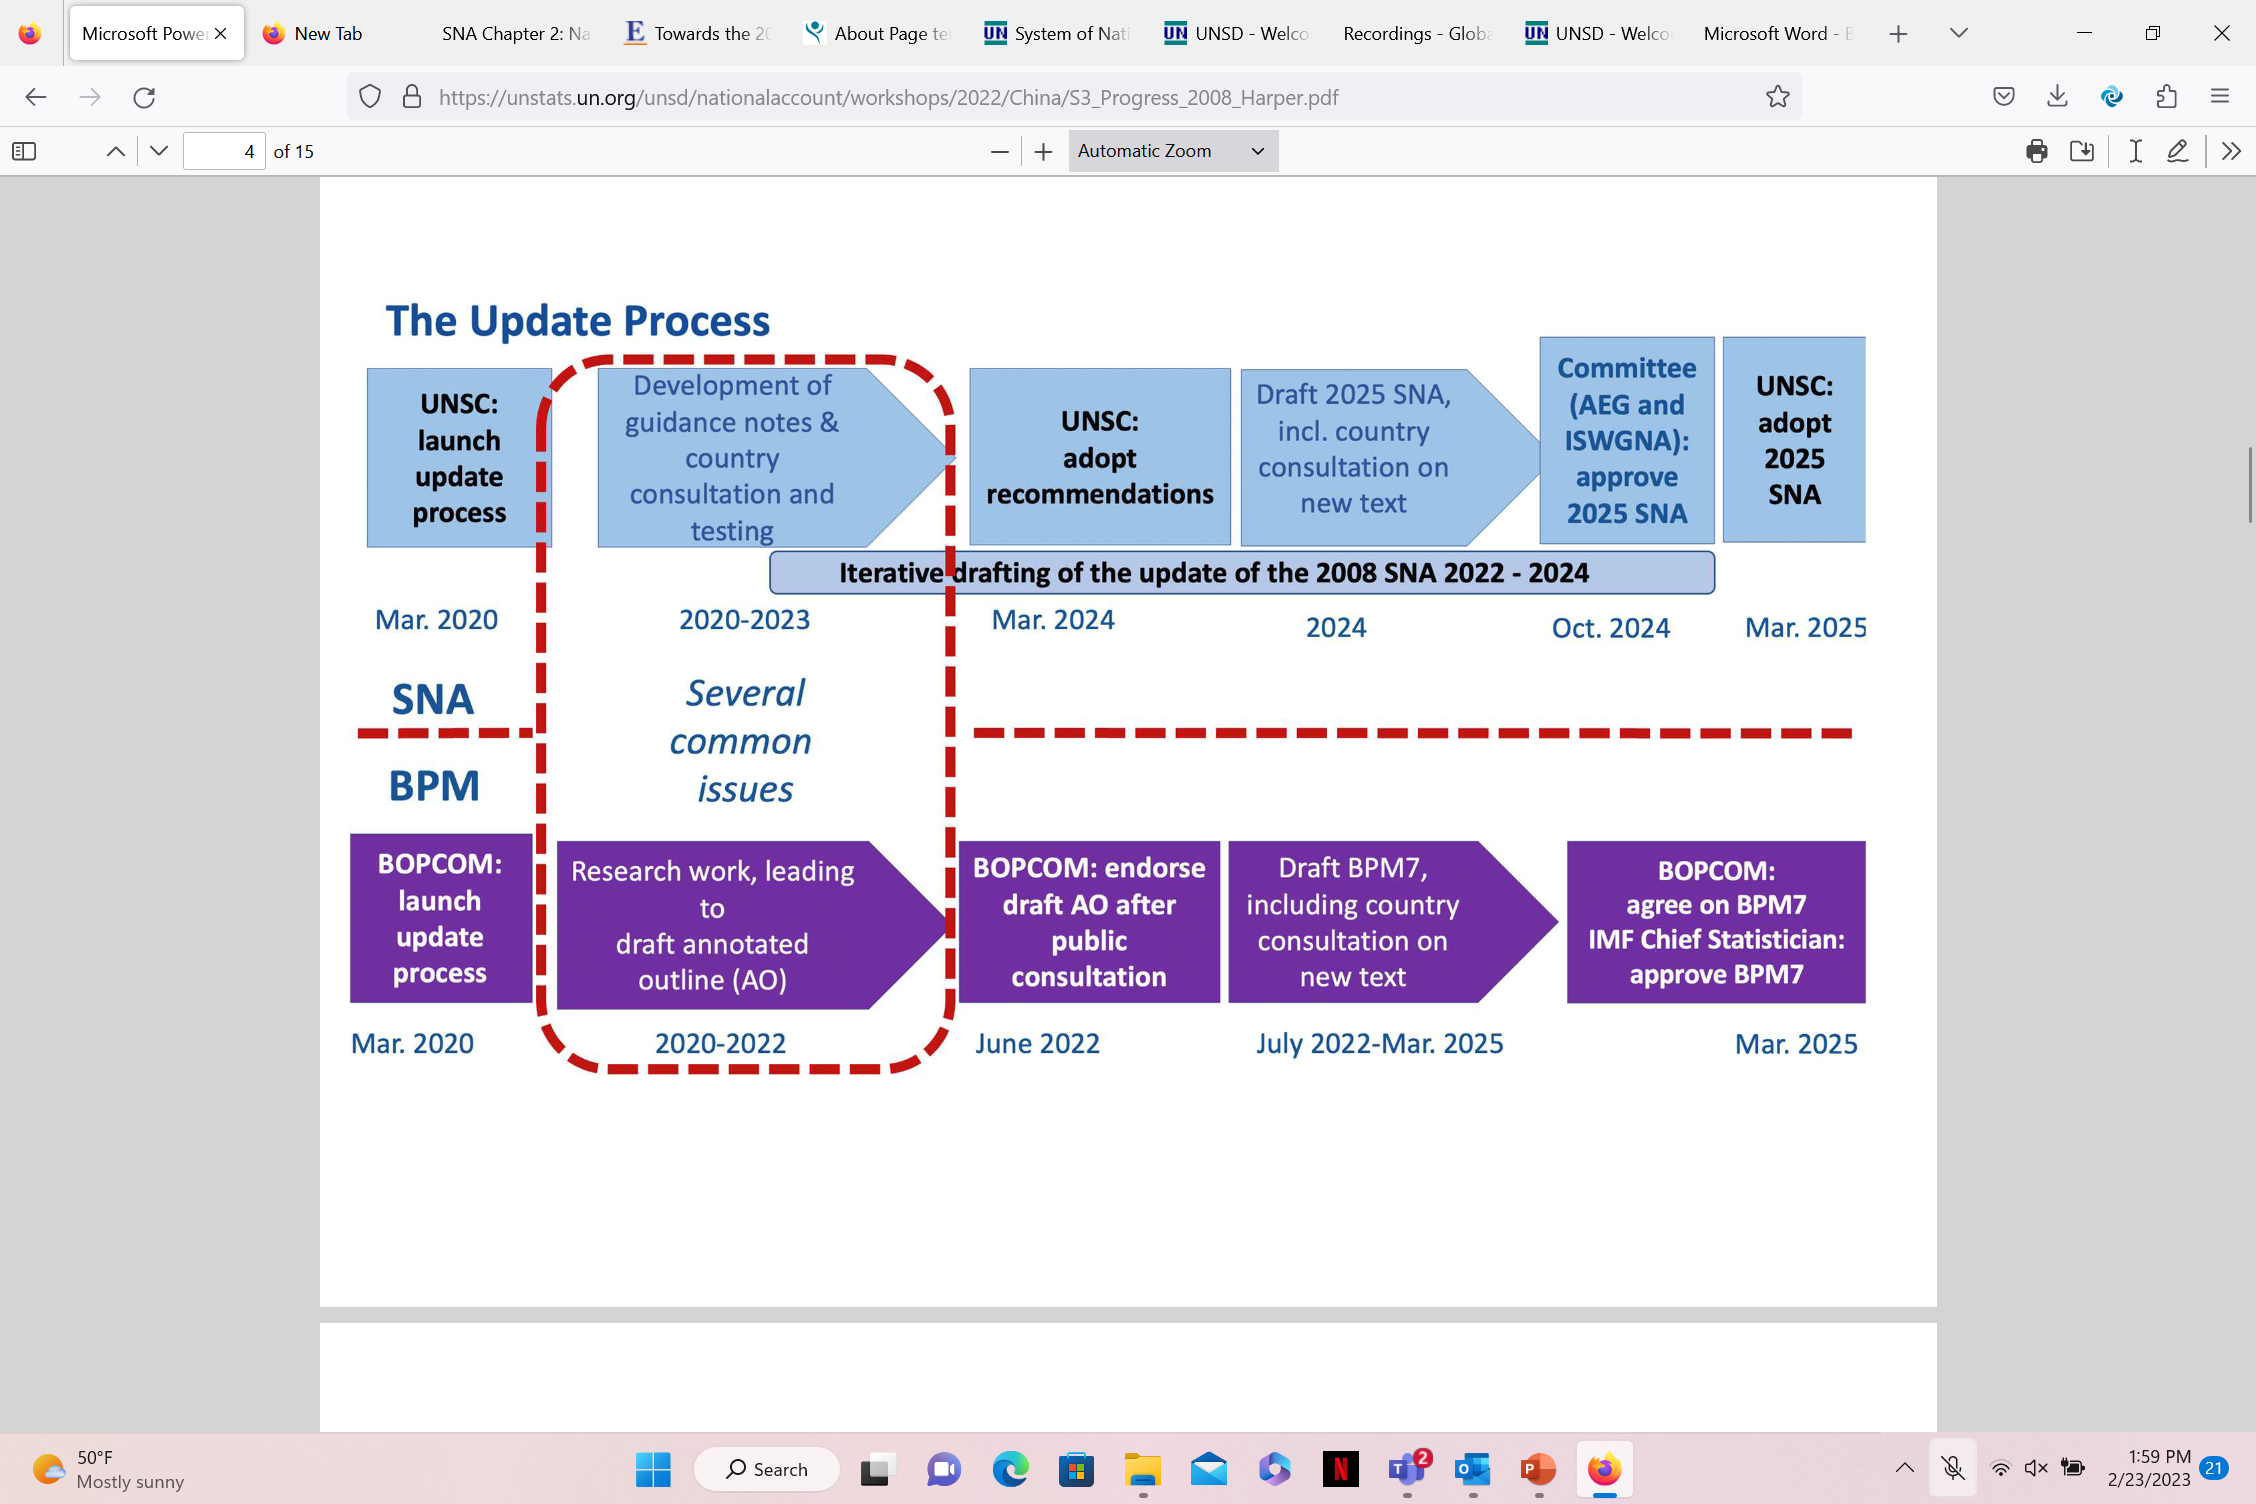 Microsoft Power
New Tab
SNA Chapter 2: Na
Towards the 20
About Page te
UN System of Nati
UN UNSD - Welco
Recordings - Globa
UN UNSD - Welco
Microsoft Word - B
https://unstats.un.org/unsd/nationalaccount/workshops/2022/China/S3_Progress_2008_Harper.pdf
4 of 15
Automatic Zoom
The Update Process
UNSC:
launch
update
process
Development of
guidance notes &
country
consultation and
testing
UNSC:
adopt
recommendations
Draft 2025 SNA,
incl. country
consultation on
new text
Committee
(AEG and
ISWGNA):
approve
2025 SNA
UNSC:
adopt
2025
SNA
Iterative drafting of the update of the 2008 SNA 2022 - 2024
Mar. 2020
2020-2023
Mar. 2024
2024
Oct. 2024
Mar. 2025
SNA
Several
common
issues
BPM
BOPCOM:
launch
update
process
Research work, leading
to
draft annotated
outline (AO)
BOPCOM: endorse
draft AO after
public
consultation
Draft BPM7,
including country
consultation on
new text
BOPCOM:
agree on BPM7
IMF Chief Statistician:
approve BPM7
Mar. 2020
2020-2022
June 2022
July 2022-Mar. 2025
Mar. 2025
50°F
Mostly sunny
Search
2
1:59 PM
2/23/2023
21